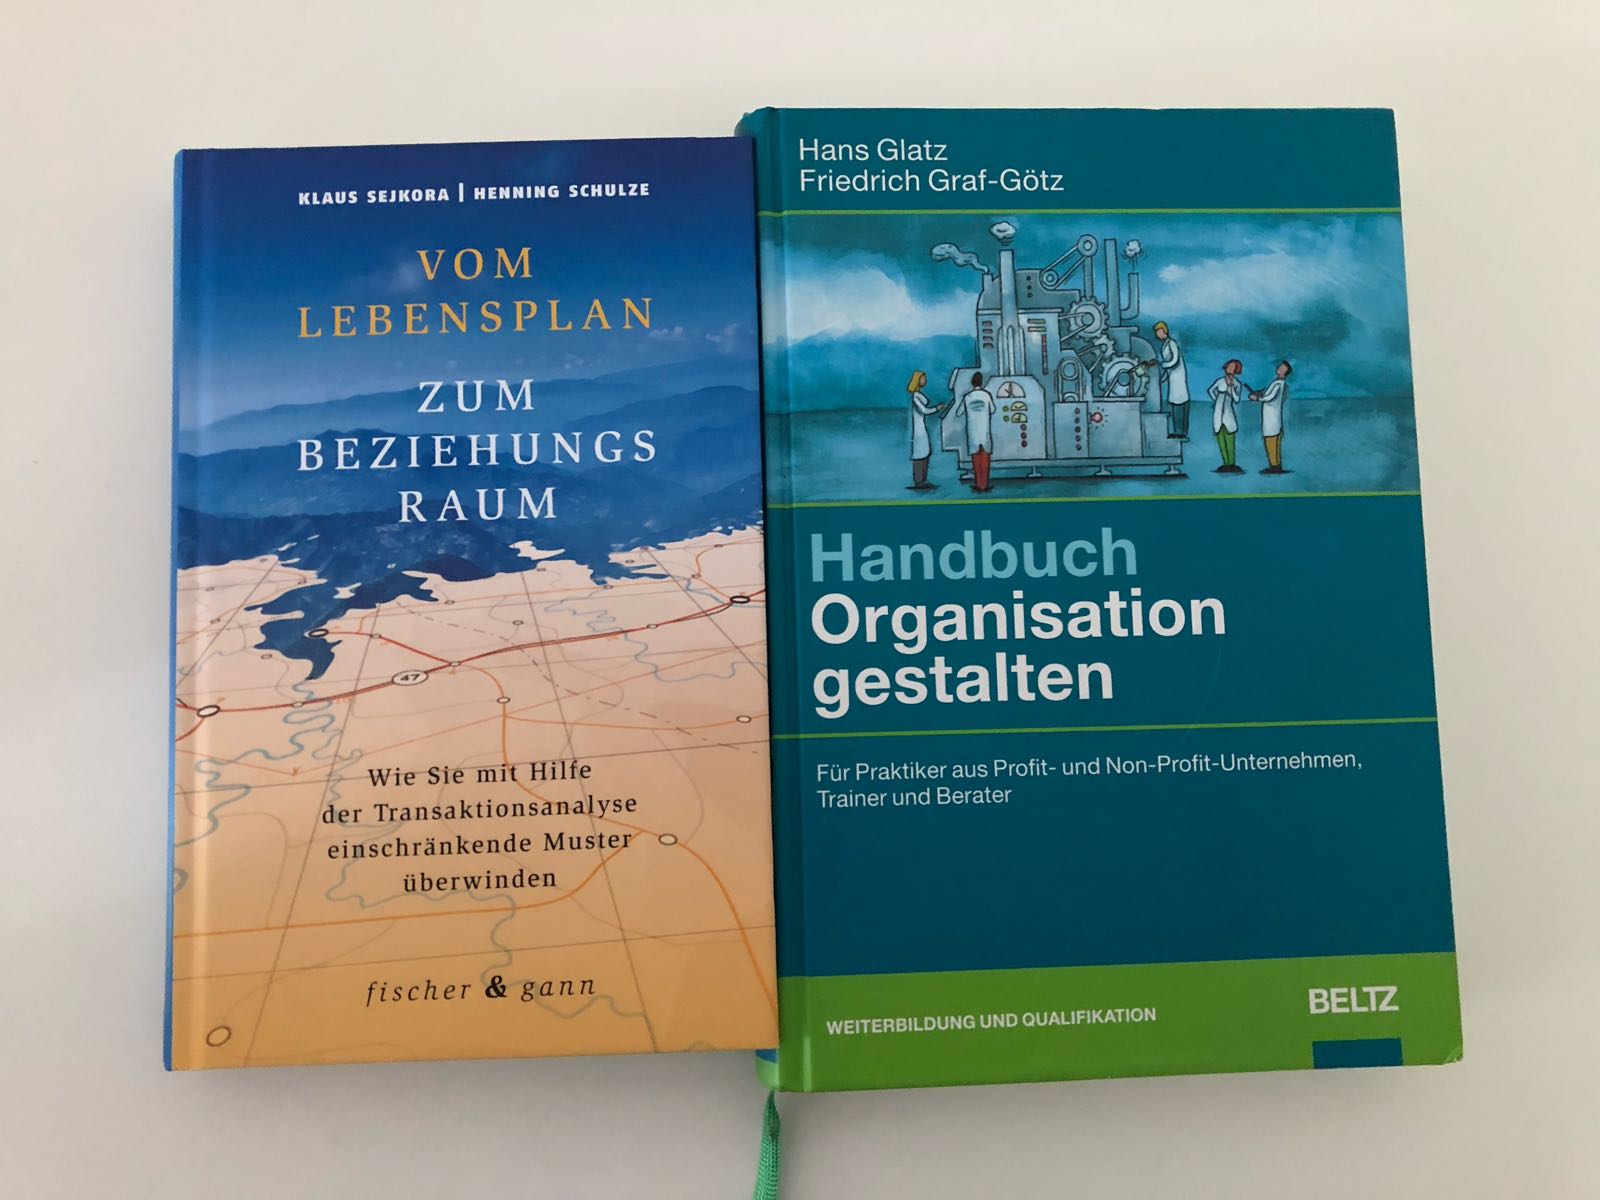 KLAUS SEJKORA | HENNING SCHULZE
VOM
LEBENSPLAN
ZUM
BEZIEHUNGS
RAUM
47
Wie Sie mit Hilfe
der Transaktionsanalyse
einschränkende Muster
überwinden
fischer & gann
Hans Glatz
Friedrich Graf-Götz
Handbuch
Organisation
gestalten
Für Praktiker aus Profit- und Non-Profit-Unternehmen,
Trainer und Berater
WEITERBILDUNG UND QUALIFIKATION
BELTZ